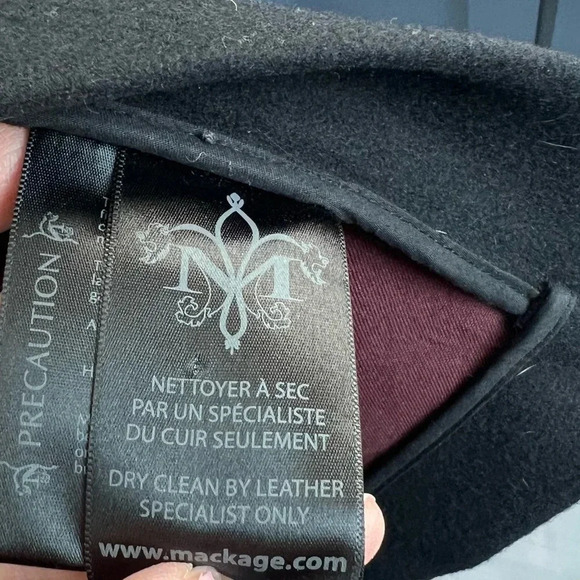 PRECAUTION
M
NETTOYER À SEC
PAR UN SPÉCIALISTE
DU CUIR SEULEMENT
DRY CLEAN BY LEATHER
SPECIALIST ONLY
www.mackage.com